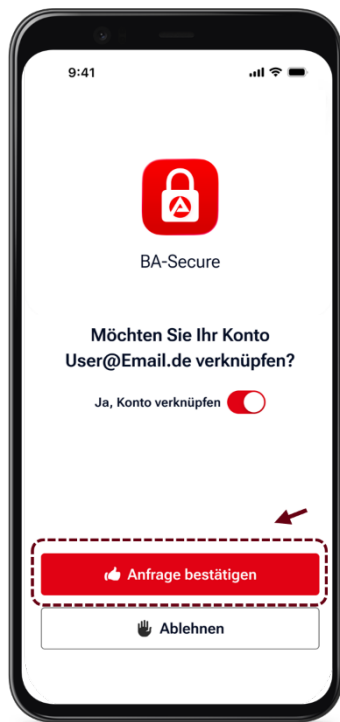 9:41
BA-Secure
Möchten Sie Ihr Konto
User@Email.de verknüpfen?
Ja, Konto verknüpfen
Anfrage bestätigen
Ablehnen